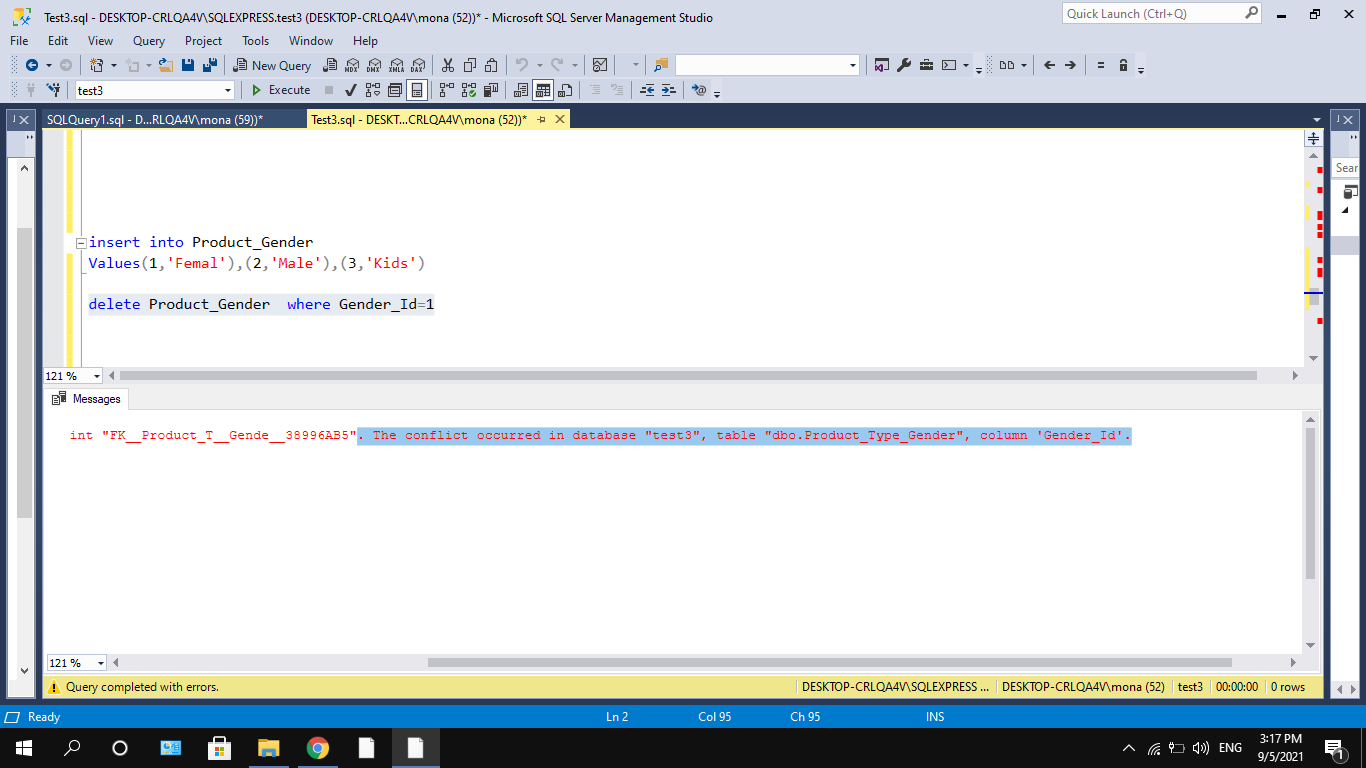 Test3.sql - DESKTOP-CRLQA4V\SQLEXPRESS.test3 (DESKTOP-CRLQA4V\mona (52))* - Microsoft SQL Server Management Studio
Quick Launch (Ctrl+Q)
File Edit View Query Project Tools Window Help
New Query
MDX DMX XMLA DAX
test3
Execute
SQLQuery1.sql - D...RLQA4V\mona (59))*
Test3.sql - DESKT...CRLQA4V\mona (52))*
Sear
insert into Product_Gender
Values(1,'Femal'),(2,'Male'),(3,'Kids')
delete Product_Gender  where Gender_Id=1
121 %
Messages
int "FK__Product_T__Gende__38996AB5". The conflict occurred in database "test3", table "dbo.Product_Type_Gender", column 'Gender_Id'.
121 %
Query completed with errors.
DESKTOP-CRLQA4V\SQLEXPRESS ...
DESKTOP-CRLQA4V\mona (52)
test3
00:00:00
0 rows
Ready
Ln 2
Col 95
Ch 95
INS
ENG
3:17 PM
9/5/2021
1